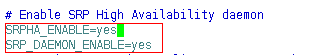 # Enable SRP High Availability daemon
SRPHA_ENABLE=yes
SRP_DAEMON_ENABLE=yes